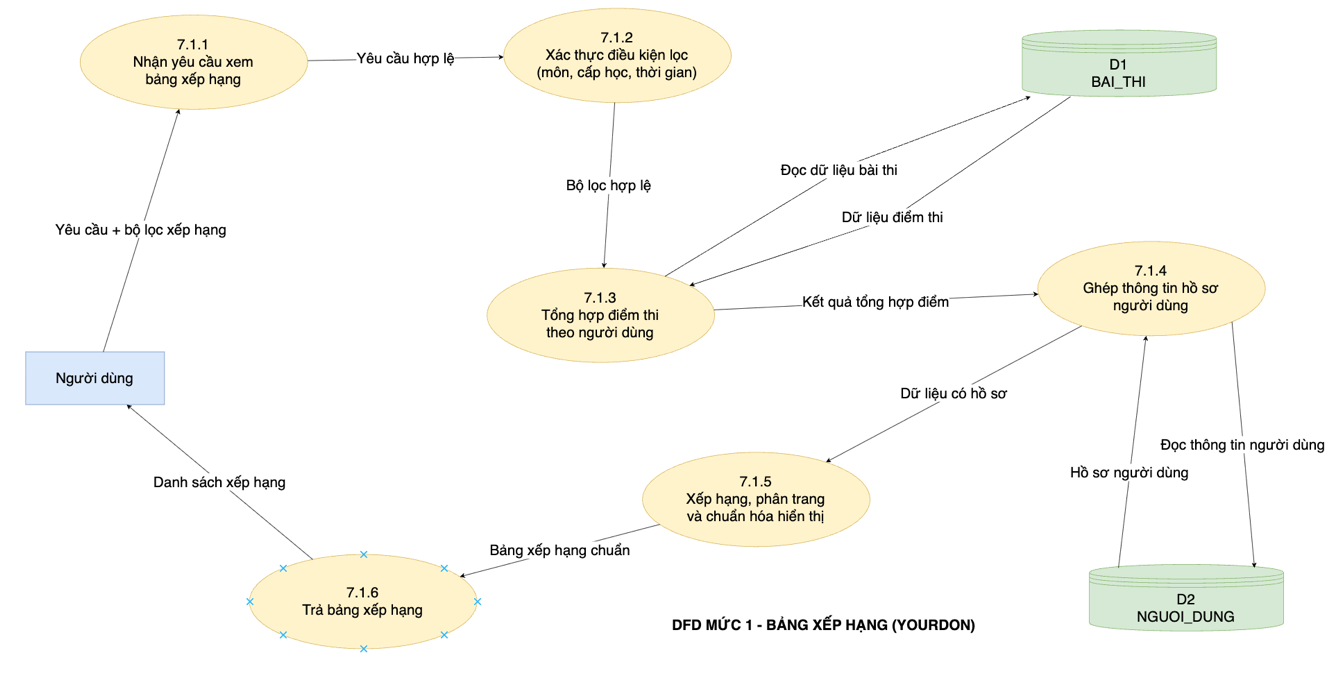 7.1.1
Nhận yêu cầu xem
bảng xếp hạng
Yêu cầu hợp lệ
7.1.2
Xác thực điều kiện lọc
(môn, cấp học, thời gian)
D1
BAI_THI
Đọc dữ liệu bài thi
Bộ lọc hợp lệ
Dữ liệu điểm thi
Yêu cầu + bộ lọc xếp hạng
7.1.3
Tổng hợp điểm thi
theo người dùng
Kết quả tổng hợp điểm
7.1.4
Ghép thông tin hồ sơ
người dùng
Người dùng
Dữ liệu có hồ sơ
Đọc thông tin người dùng
Hồ sơ người dùng
Danh sách xếp hạng
7.1.5
Xếp hạng, phân trang
và chuẩn hóa hiển thị
Bảng xếp hạng chuẩn
7.1.6
Trả bảng xếp hạng
D2
NGUOI_DUNG
DFD MỨC 1 - BẢNG XẾP HẠNG (YOURDON)